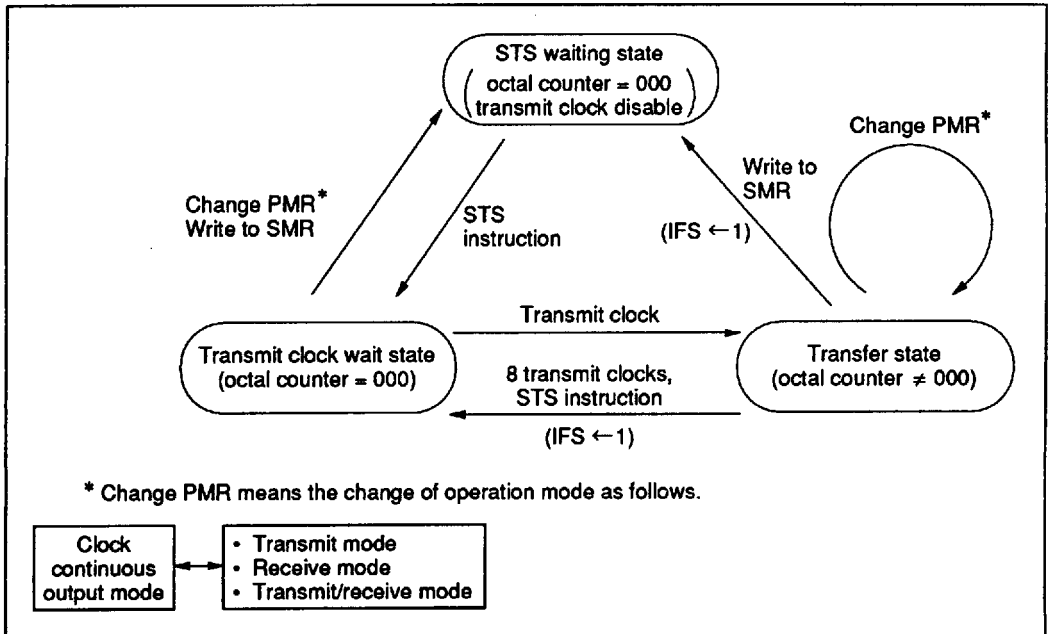 STS waiting state
( octal counter = 000
transmit clock disable )
Change PMR*
Change PMR*
Write to SMR
STS
instruction
Write to
SMR
(IFS ←1)
Transmit clock
Transmit clock wait state
(octal counter = 000)
Transfer state
(octal counter ≠ 000)
8 transmit clocks,
STS instruction
(IFS ←1)
* Change PMR means the change of operation mode as follows.
Clock
continuous
output mode
• Transmit mode
• Receive mode
• Transmit/receive mode